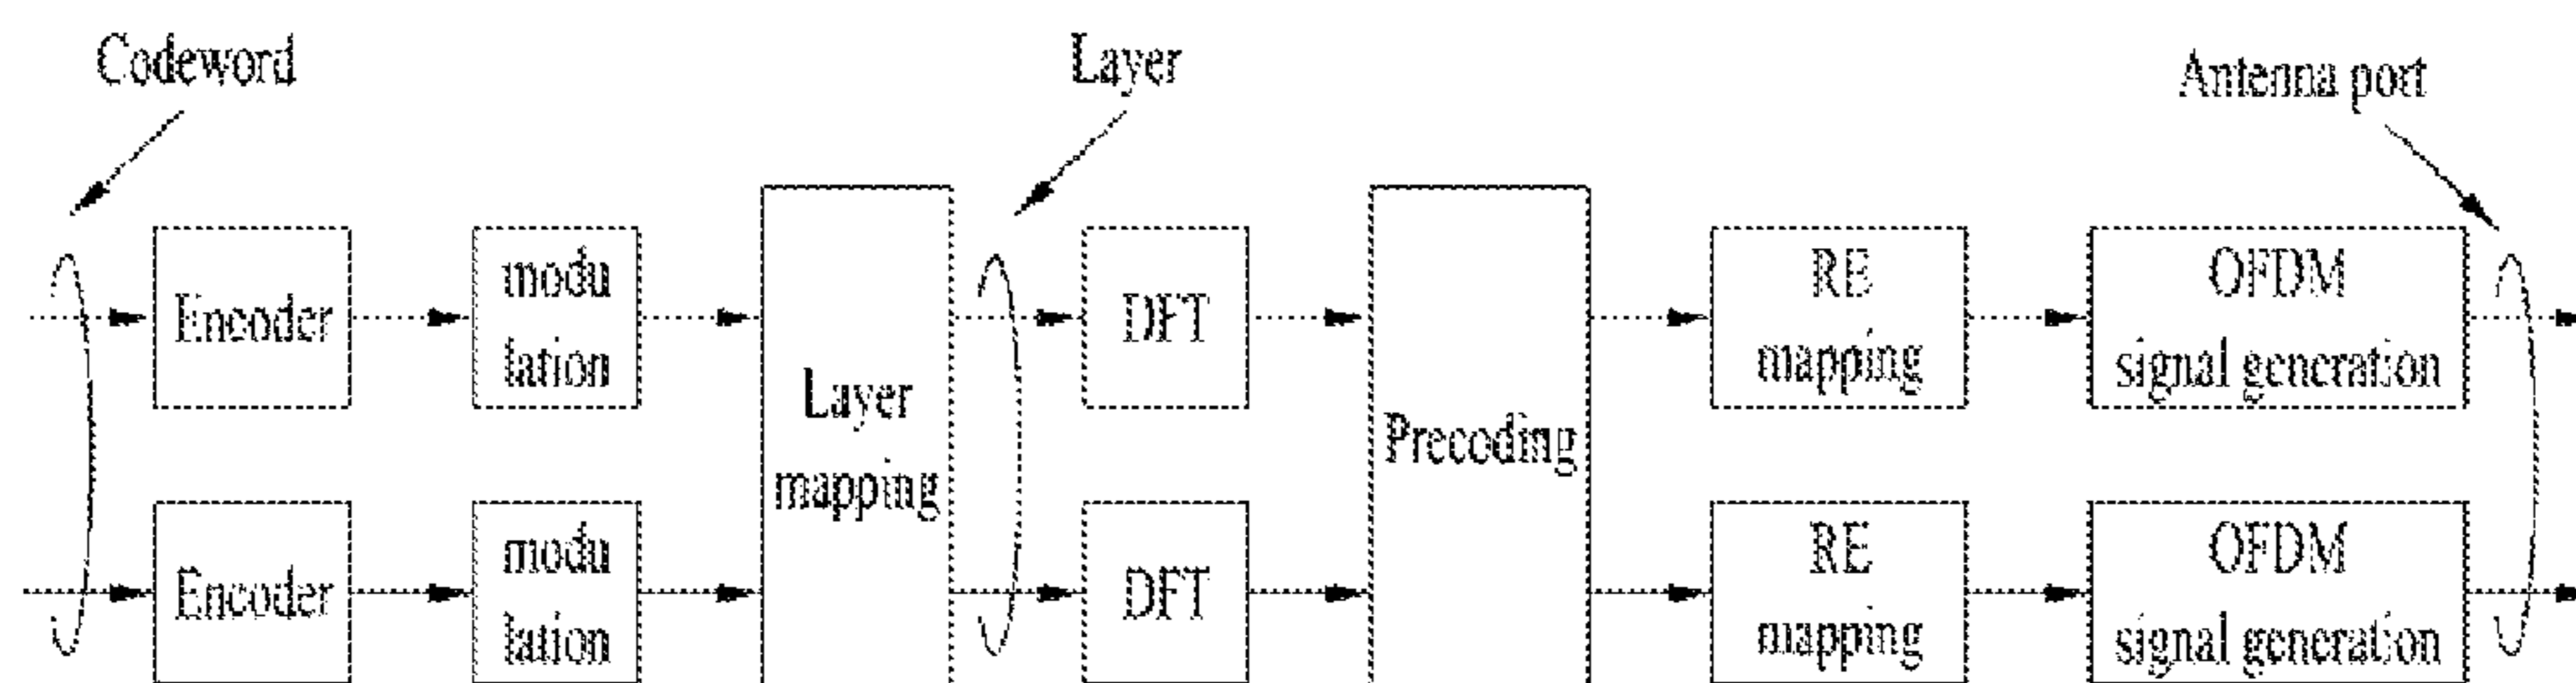 Codeword
Layer
Antenna port
Encoder
modu
lation
Layer
mapping
DFT
Precoding
RE
mapping
OFDM
signal generation
Encoder
modu
lation
DFT
RE
mapping
OFDM
signal generation